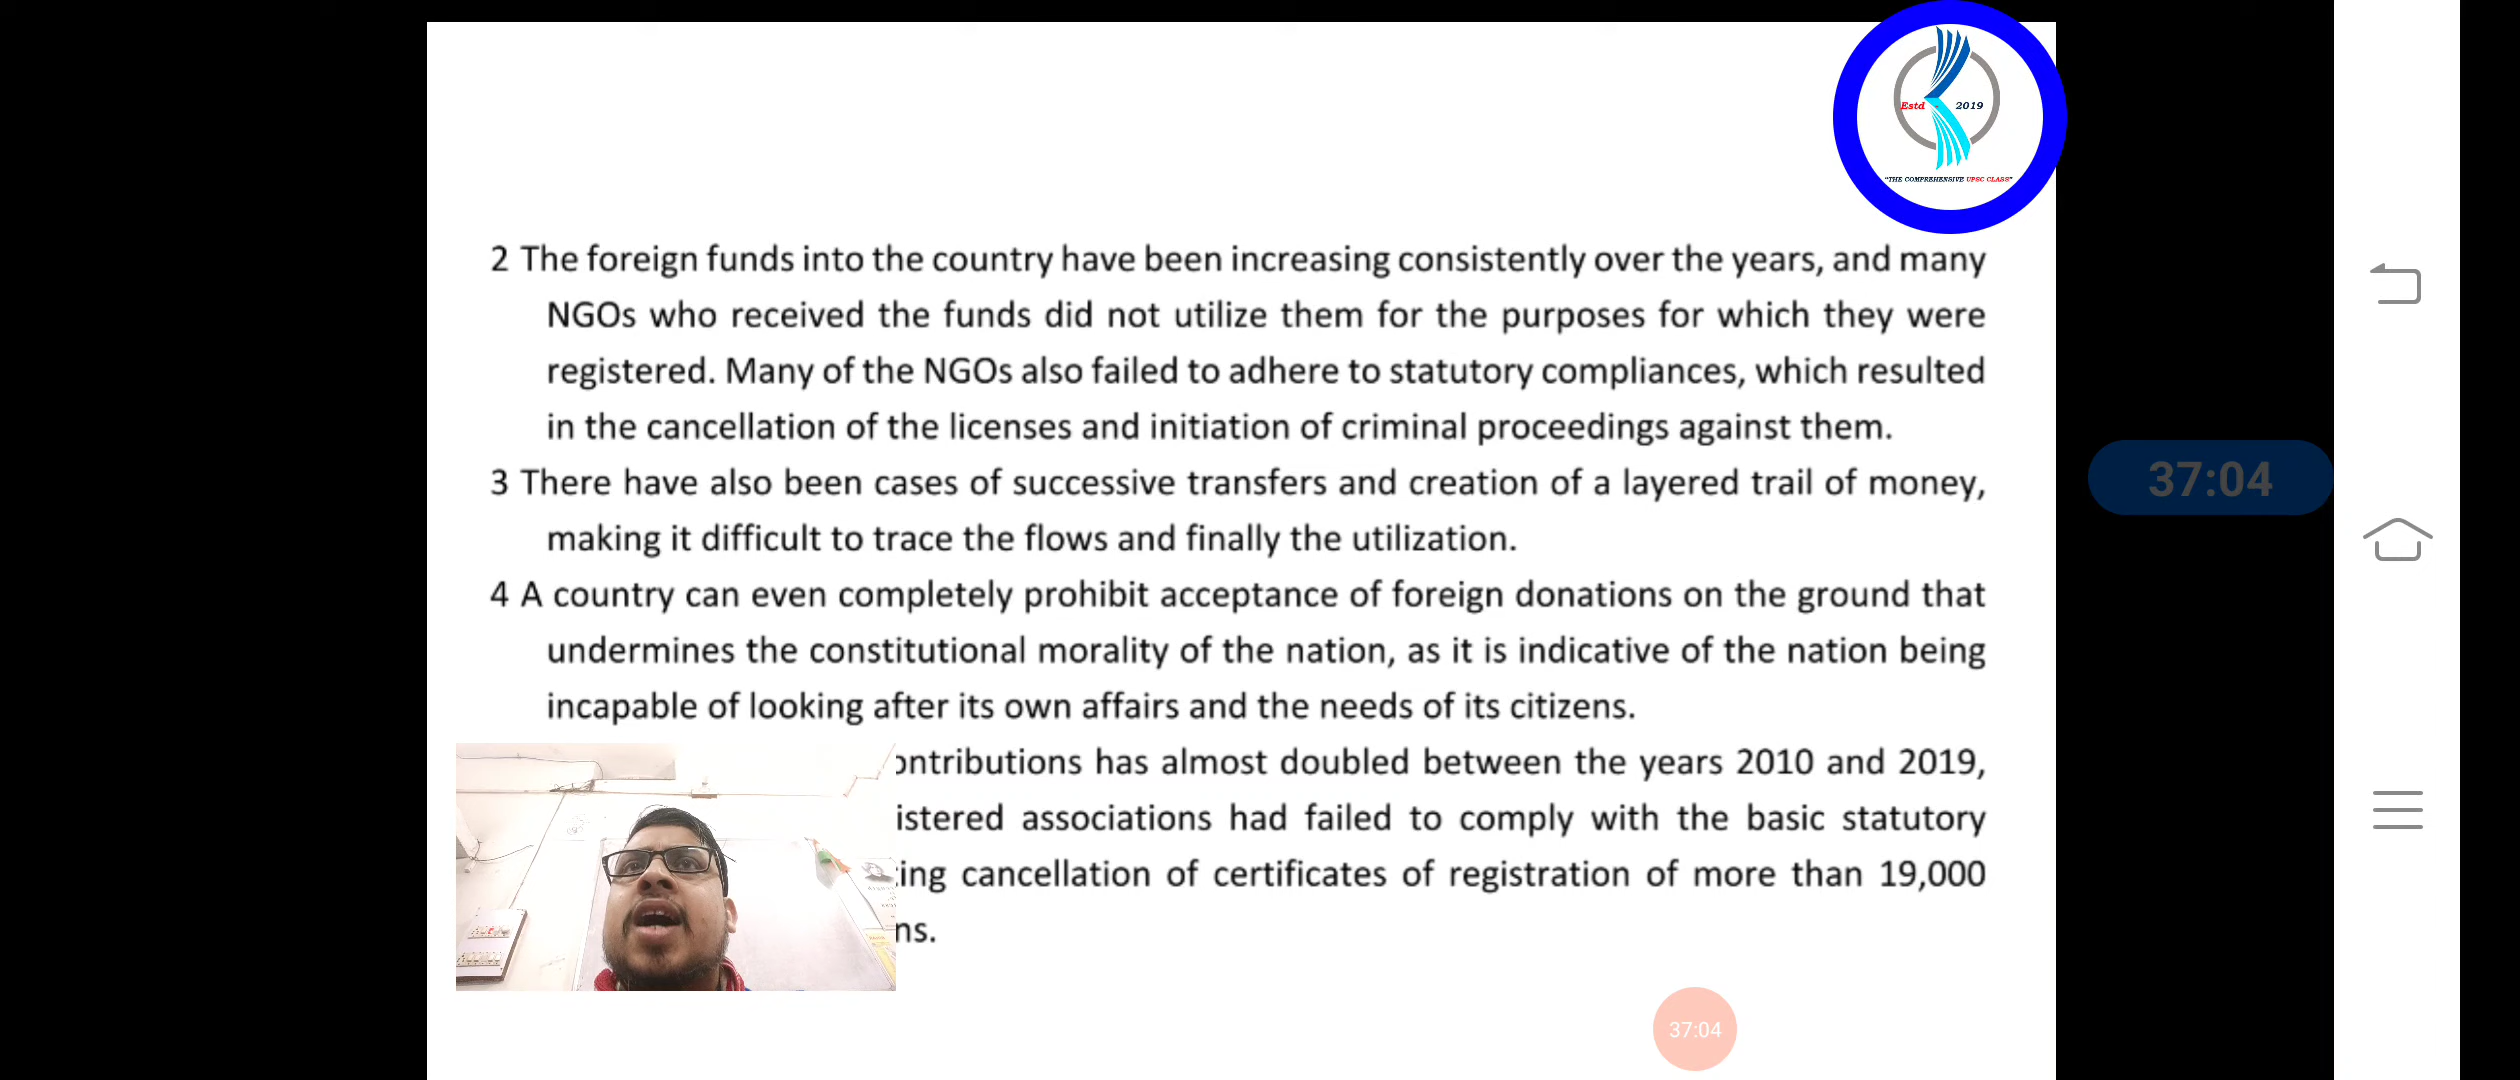 Estd 2019
"THE COMPREHENSIVE UPSC CLASS"
2 The foreign funds into the country have been increasing consistently over the years, and many
NGOs who received the funds did not utilize them for the purposes for which they were
registered. Many of the NGOs also failed to adhere to statutory compliances, which resulted
in the cancellation of the licenses and initiation of criminal proceedings against them.
37:04
3 There have also been cases of successive transfers and creation of a layered trail of money,
making it difficult to trace the flows and finally the utilization.
4 A country can even completely prohibit acceptance of foreign donations on the ground that
undermines the constitutional morality of the nation, as it is indicative of the nation being
incapable of looking after its own affairs and the needs of its citizens.
ontributions has almost doubled between the years 2010 and 2019,
istered associations had failed to comply with the basic statutory
ing cancellation of certificates of registration of more than 19,000
ns.
37:04